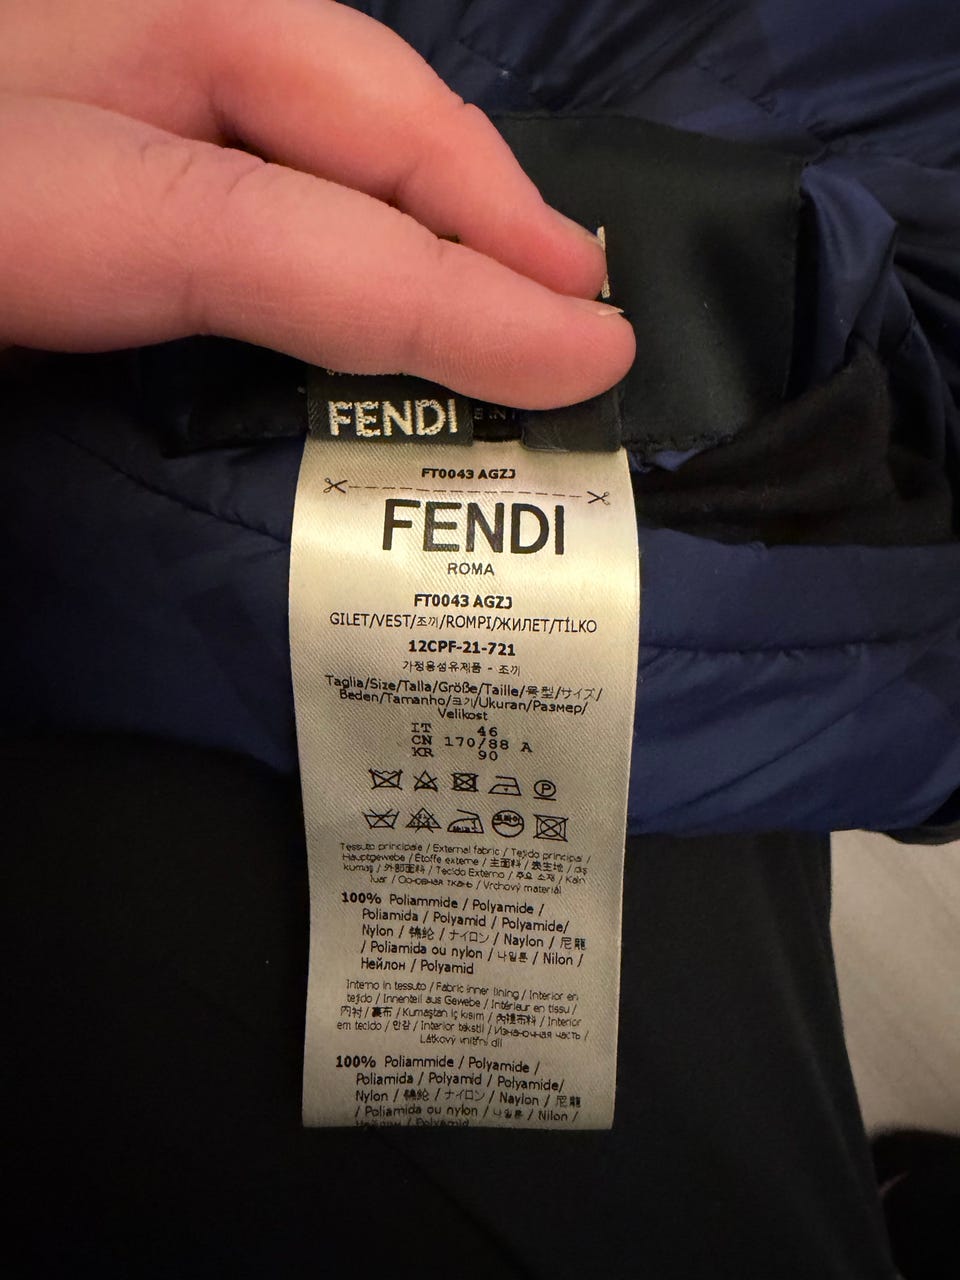 FENDI
FT0043 AGZJ
FENDI
ROMA
FT0043 AGZJ
GILET/VEST/조끼/ROMPI/ЖИЛЕТ/TİLKO
12CPF-21-721
가정용섬유제품 - 조끼
Taglia/Size/Talla/Größe/Taille/号型/サイズ/
Beden/Tamanho/크기/Ukuran/Размер/
Velikost
IT 46
CN 170/88 A
KR 90
P
Tessuto principale / External fabric / Tejido principal /
Hauptgewebe / Étoffe externe / 主面料 / 表生地 / dış
kumaş / 外部面料 / Tecido Externo / 주요 소재 / Kain
luar / Основная ткань / Vrchový materiál
100% Poliammide / Polyamide /
Poliamida / Polyamid / Polyamide/
Nylon / 锦纶 / ナイロン / Naylon / 尼龍
/ Poliamida ou nylon / 나일론 / Nilon /
Нейлон / Polyamid
Interno in tessuto / Fabric inner lining / Interior en
tejido / Innenteil aus Gewebe / Intérieur en tissu /
内衬 / 裏布 / Kumaştan iç kısım / 內裡布料 / Interior
em tecido / 안감 / Interior tekstil / Изнаночная часть /
Látkový vnitřní díl
100% Poliammide / Polyamide /
Poliamida / Polyamid / Polyamide/
Nylon / 锦纶 / ナイロン / Naylon / 尼龍
/ Poliamida ou nylon / 나일론 / Nilon /
Нейлон / Polyamid